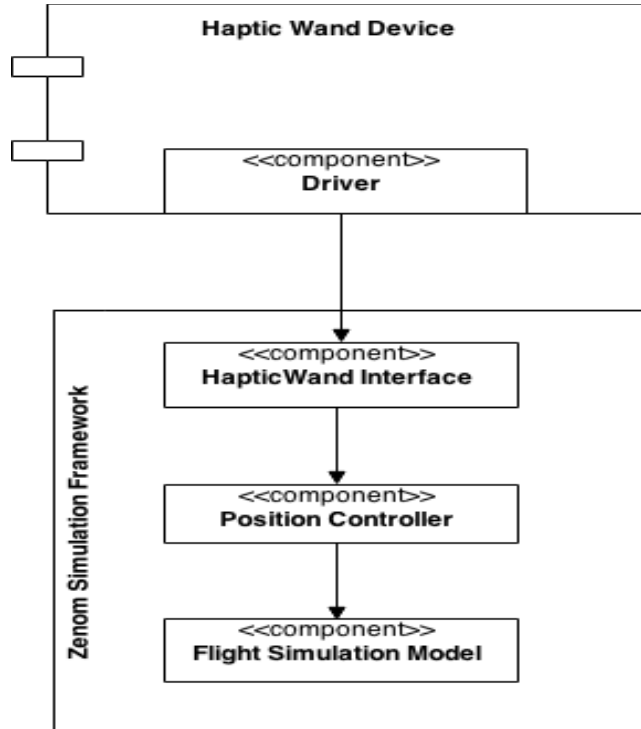 Haptic Wand Device
<<component>>
Driver
Zenom Simulation Framework
<<component>>
HapticWand Interface
<<component>>
Position Controller
<<component>>
Flight Simulation Model